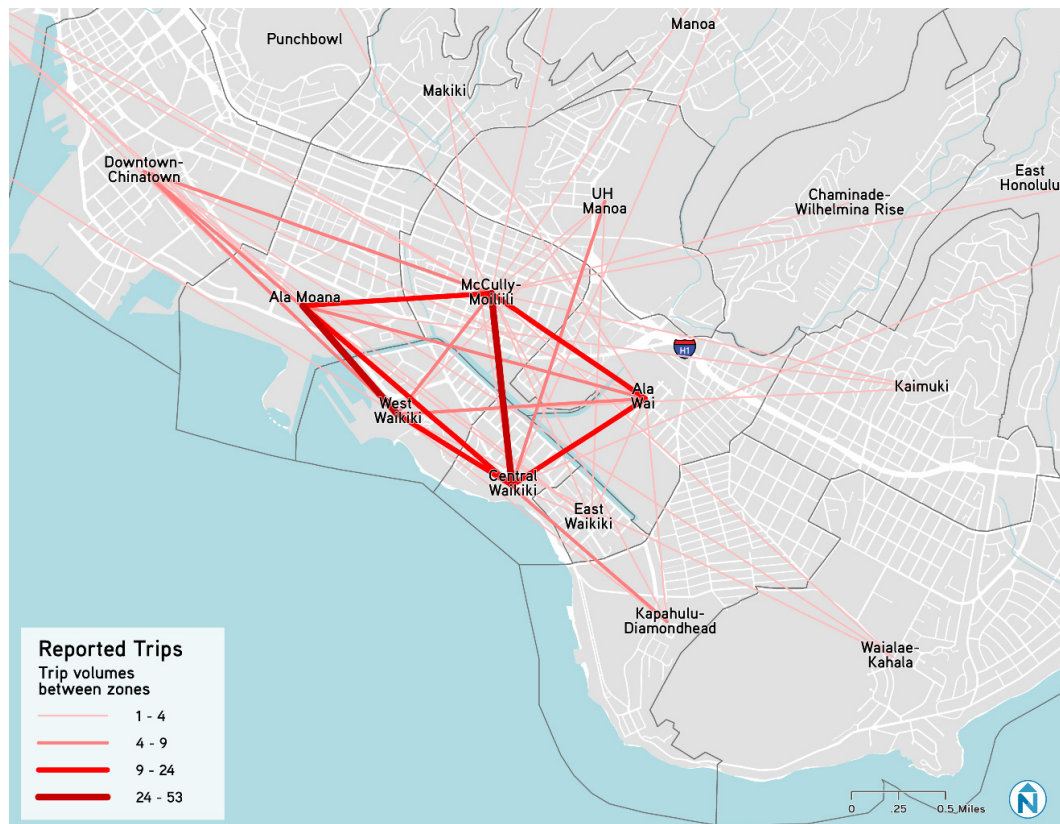 Manoa
Punchbowl
Makiki
Downtown-
Chinatown
East
Honolulu
UH
Manoa
Chaminade-
Wilhelmina Rise
McCully-
Moiliili
Ala Moana
H1
Ala
Wai
Kaimuki
West
Waikiki
Central
Waikiki
East
Waikiki
Kapahulu-
Diamondhead
Waialae-
Kahala
Reported Trips
Trip volumes
between zones
1 - 4
4 - 9
9 - 24
24 - 53
0 .25 0.5 Miles
N